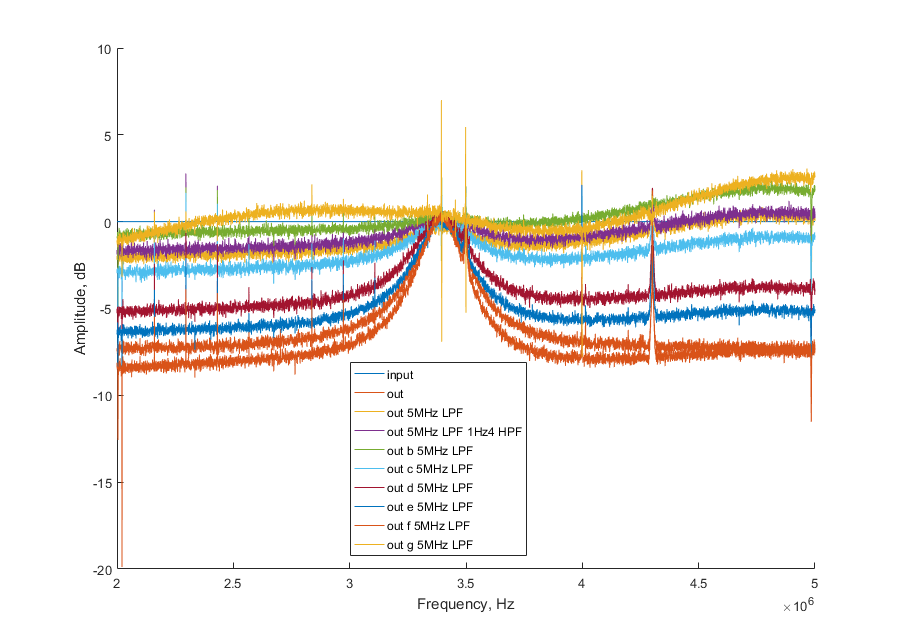 10
5
0
-5
-10
-15
-20
Amplitude, dB
input
out
out 5MHz LPF
out 5MHz LPF 1Hz4 HPF
out b 5MHz LPF
out c 5MHz LPF
out d 5MHz LPF
out e 5MHz LPF
out f 5MHz LPF
out g 5MHz LPF
2 2.5 3 3.5 4 4.5 5
Frequency, Hz
×10⁶